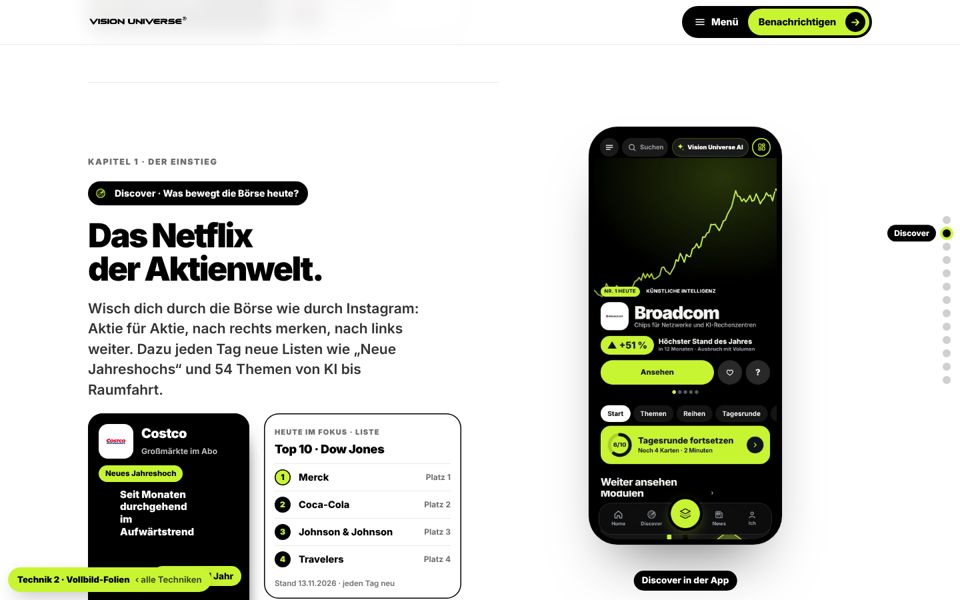 VISION UNIVERSE®
Menü
Benachrichtigen
KAPITEL 1 · DER EINSTIEG
Discover · Was bewegt die Börse heute?
Das Netflix
der Aktienwelt.
Wisch dich durch die Börse wie durch Instagram:
Aktie für Aktie, nach rechts merken, nach links
weiter. Dazu jeden Tag neue Listen wie „Neue
Jahreshochs“ und 54 Themen von KI bis
Raumfahrt.
Costco
Costco
Großmärkte im Abo
Neues Jahreshoch
Seit Monaten
durchgehend
im
Aufwärtstrend
Jahr
HEUTE IM FOKUS · LISTE
Top 10 · Dow Jones
1 Merck Platz 1
2 Coca-Cola Platz 2
3 Johnson & Johnson Platz 3
4 Travelers Platz 4
Stand 13.11.2026 · jeden Tag neu
Technik 2 · Vollbild-Folien ‹ alle Techniken
Suchen
Vision Universe AI
NR. 1 HEUTE
KÜNSTLICHE INTELLIGENZ
Broadcom
Chips für Netzwerke und KI-Rechenzentren
▲ +51 %
Höchster Stand des Jahres
in 12 Monaten · Ausbruch mit Volumen
Ansehen
?
Start
Themen
Reihen
Tagesrunde
6/10
Tagesrunde fortsetzen
Noch 4 Karten · 2 Minuten
Weiter ansehen
Modulen
Home
Discover
News
Ich
Discover in der App
Discover